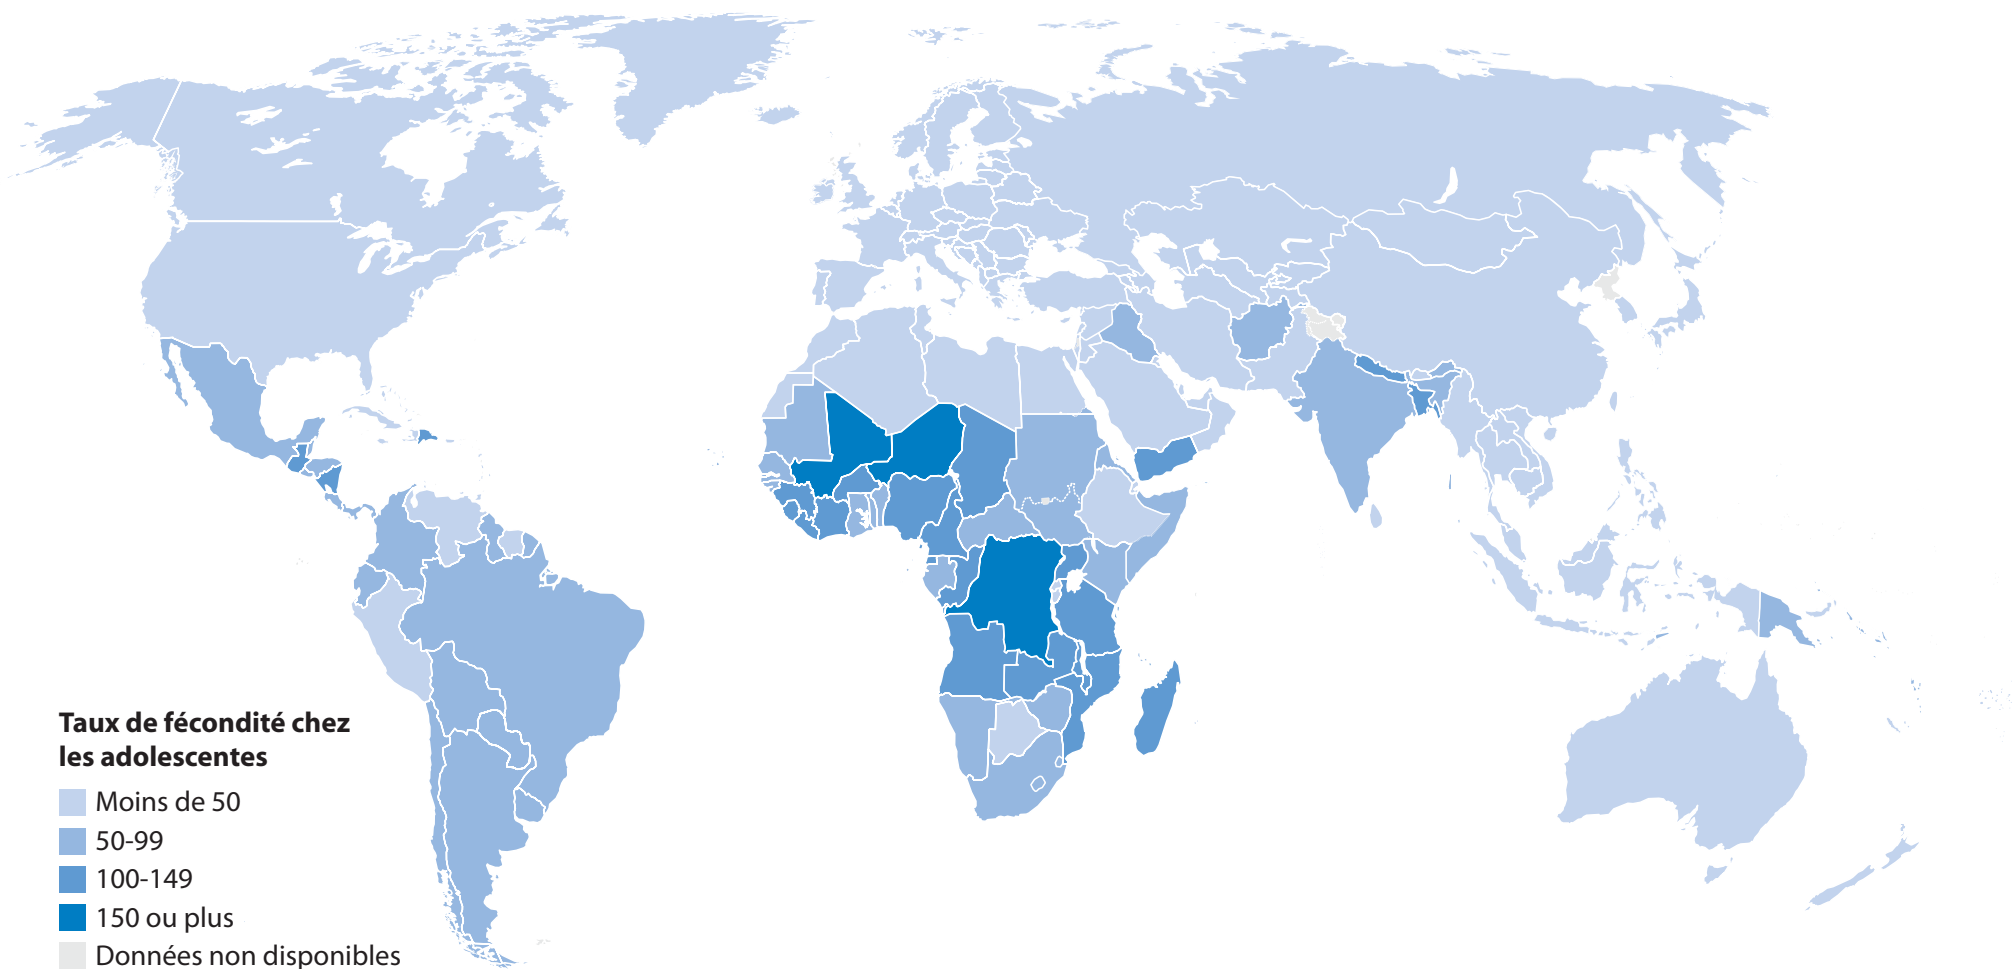 Taux de fécondité chez
les adolescentes
Moins de 50
50-99
100-149
150 ou plus
Données non disponibles